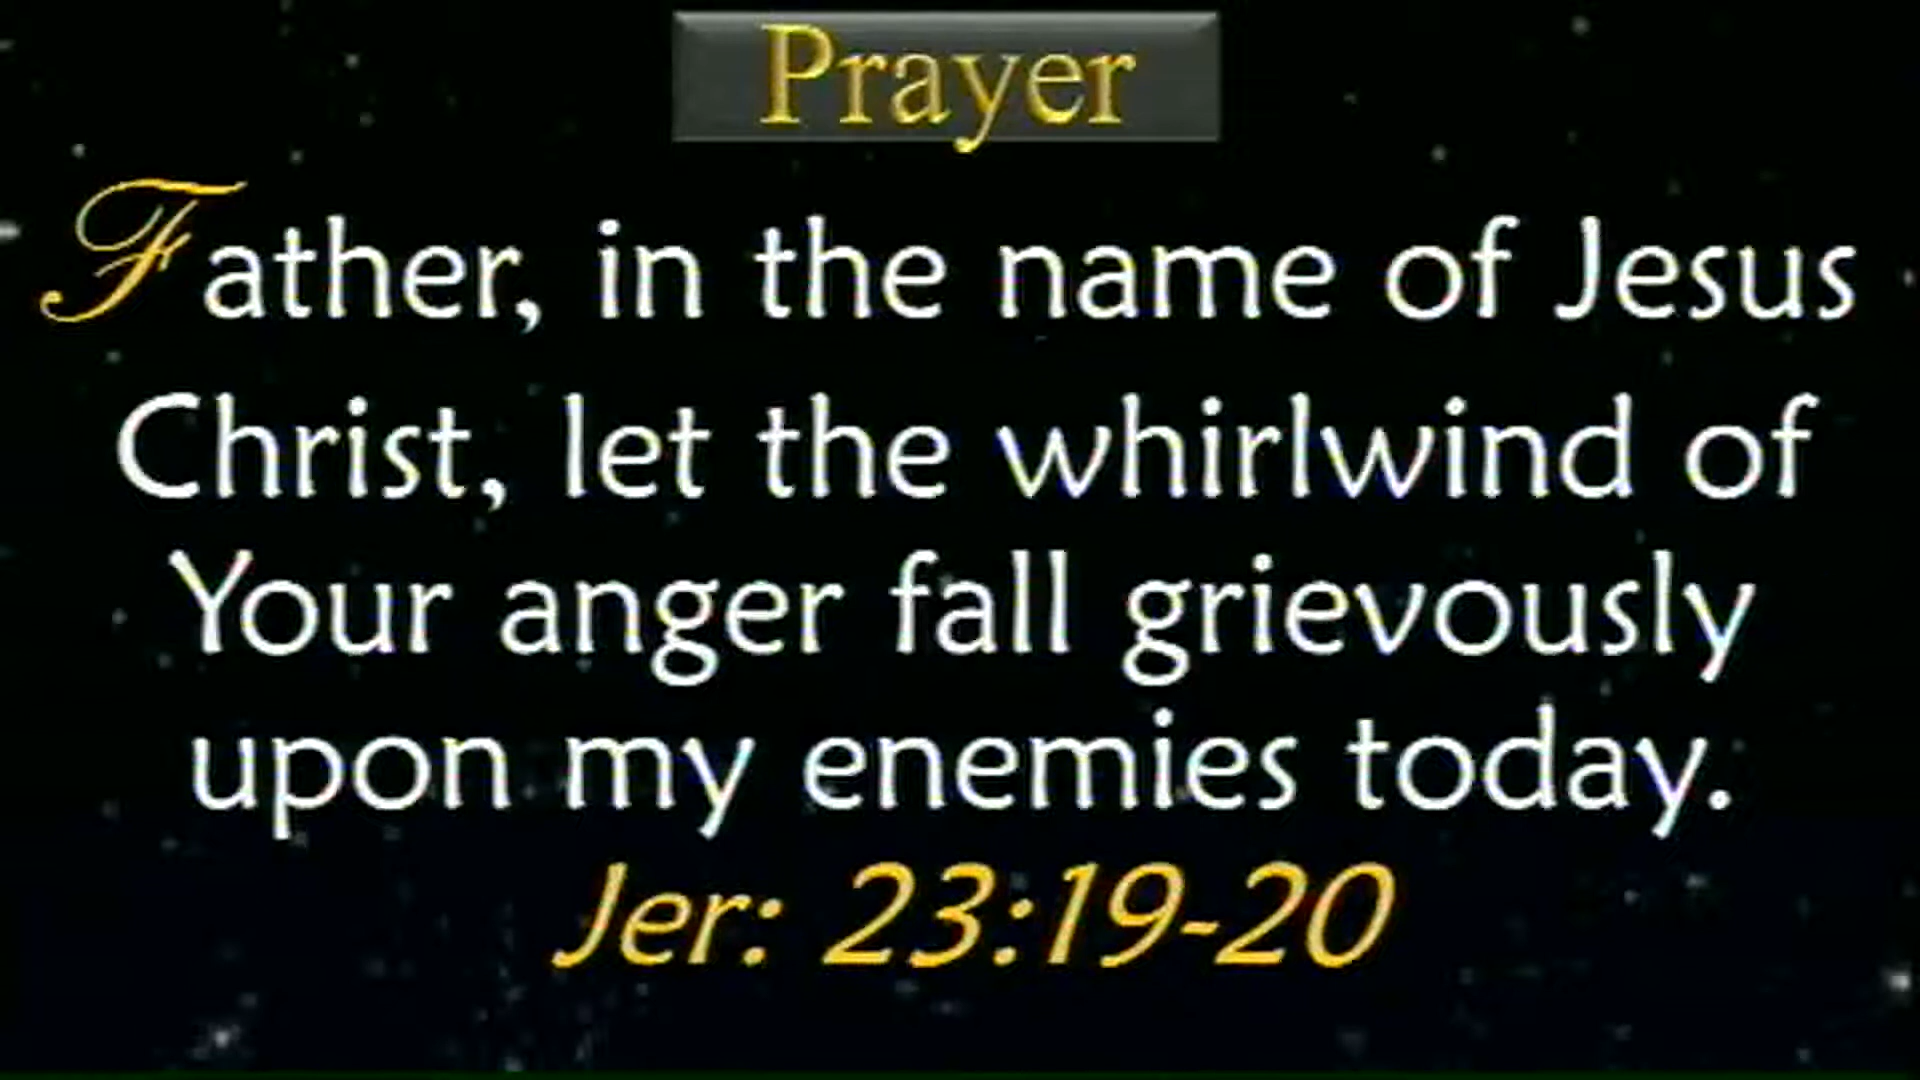 Prayer
Father, in the name of Jesus
Christ, let the whirlwind of
Your anger fall grievously
upon my enemies today.
Jer: 23:19-20